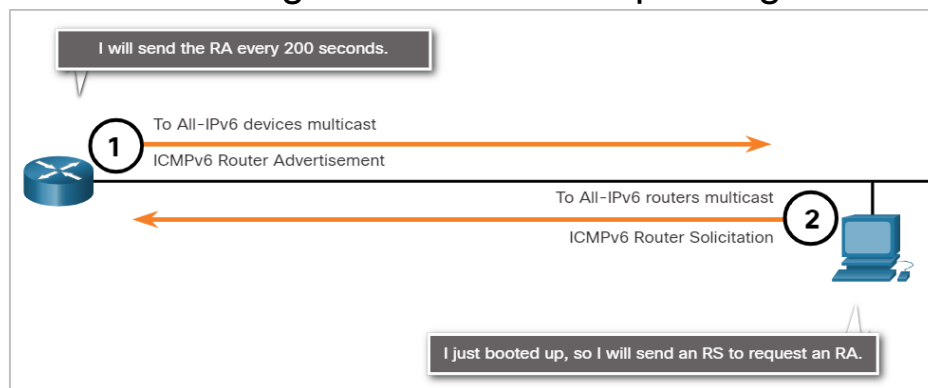 I will send the RA every 200 seconds.
1
To All-IPv6 devices multicast
ICMPv6 Router Advertisement
To All-IPv6 routers multicast
2
ICMPv6 Router Solicitation
I just booted up, so I will send an RS to request an RA.